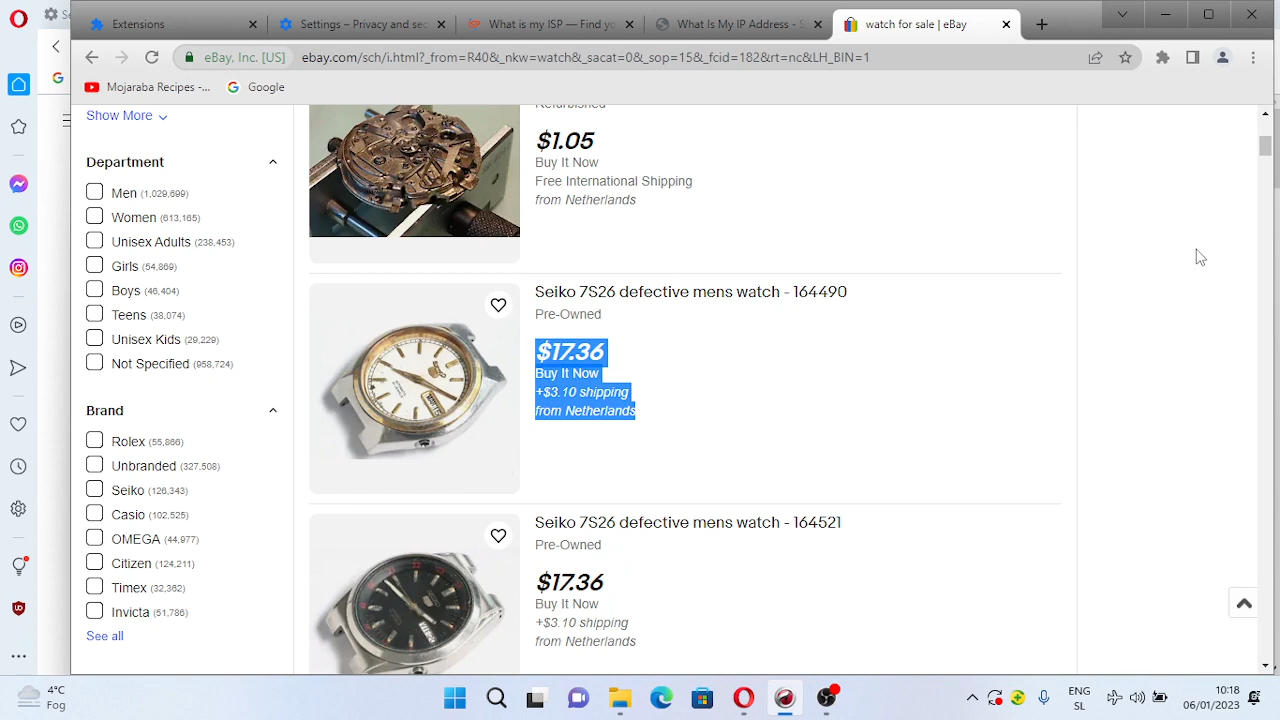 Extensions
Settings – Privacy and sec
What is my ISP — Find yo
What Is My IP Address - S
watch for sale | eBay
eBay, Inc. [US]
ebay.com/sch/i.html?_from=R40&_nkw=watch&_sacat=0&_sop=15&_fcid=182&rt=nc&LH_BIN=1
Mojaraba Recipes -...
Google
Show More
Department
Men (1,029,699)
Women (613,165)
Unisex Adults (238,453)
Girls (54,869)
Boys (46,404)
Teens (38,074)
Unisex Kids (29,229)
Not Specified (958,724)
Brand
Rolex (55,866)
Unbranded (327,508)
Seiko (126,343)
Casio (102,525)
OMEGA (44,977)
Citizen (124,211)
Timex (32,362)
Invicta (51,786)
See all
Refurbished
$1.05
Buy It Now
Free International Shipping
from Netherlands
Seiko 7S26 defective mens watch - 164490
Pre-Owned
$17.36
Buy It Now
+$3.10 shipping
from Netherlands
Seiko 7S26 defective mens watch - 164521
Pre-Owned
$17.36
Buy It Now
+$3.10 shipping
from Netherlands
4°C
Fog
ENG
SL
10:18
06/01/2023